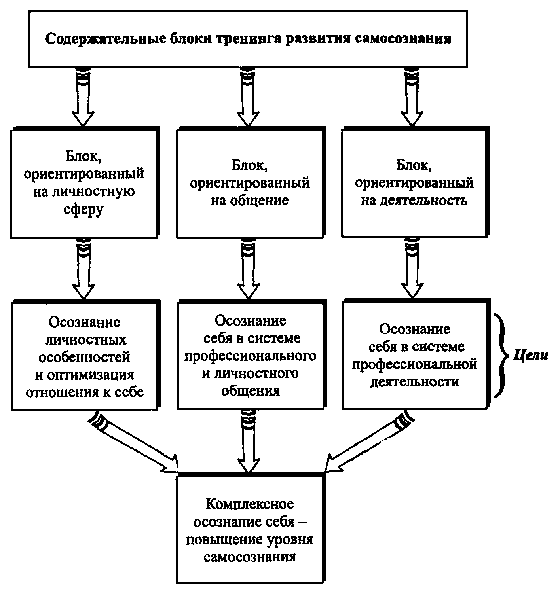 Содержательные блоки тренинга развития самосознания
Блок,
ориентированный
на личностную
сферу
Блок,
ориентированный
на общение
Блок,
ориентированный
на деятельность
Осознание
личностных
особенностей
и оптимизация
отношения к себе
Осознание
себя в системе
профессионального
и личностного
общения
Осознание
себя в системе
профессиональной
деятельности
Цели
Комплексное
осознание себя –
повышение уровня
самосознания